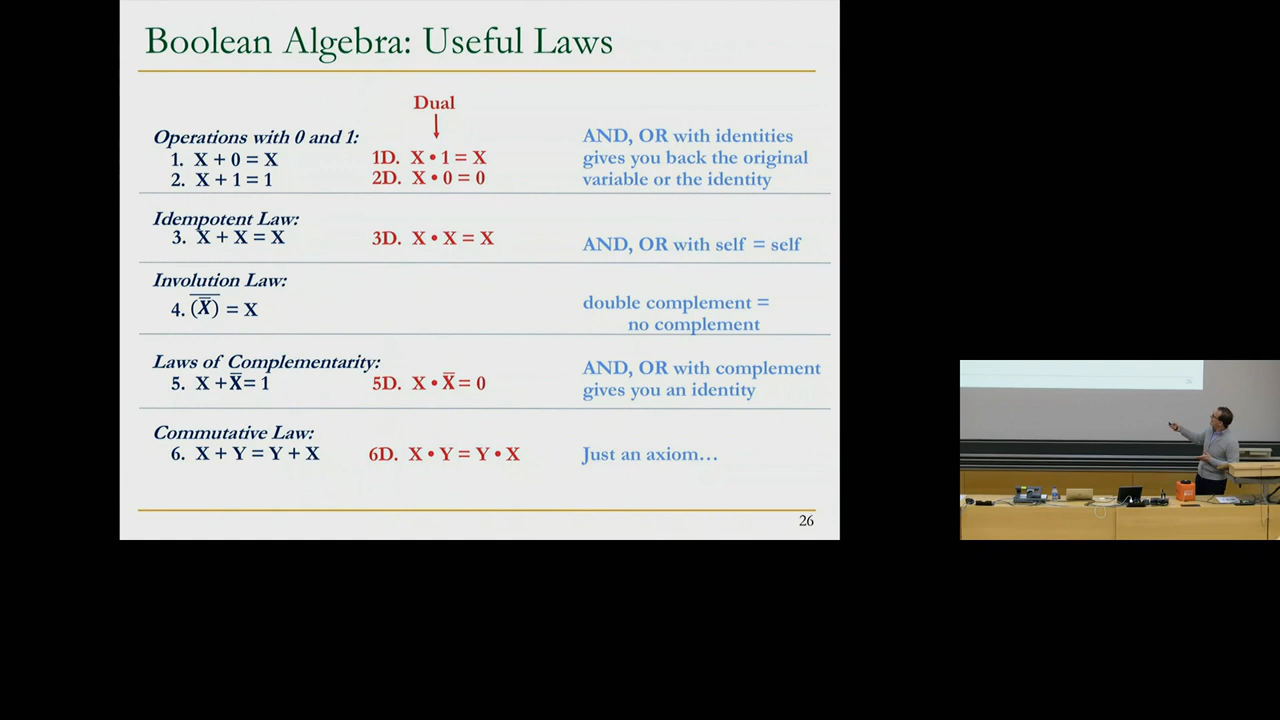 Boolean Algebra: Useful Laws
Dual
Operations with 0 and 1:
1. X + 0 = X
2. X + 1 = 1
1D. X • 1 = X
2D. X • 0 = 0
AND, OR with identities
gives you back the original
variable or the identity
Idempotent Law:
3. X + X = X
3D. X • X = X
AND, OR with self = self
Involution Law:
4. \overline{(\overline{X})} = X
double complement =
no complement
Laws of Complementarity:
5. X + X̅ = 1
5D. X • X̅ = 0
AND, OR with complement
gives you an identity
Commutative Law:
6. X + Y = Y + X
6D. X • Y = Y • X
Just an axiom…
26